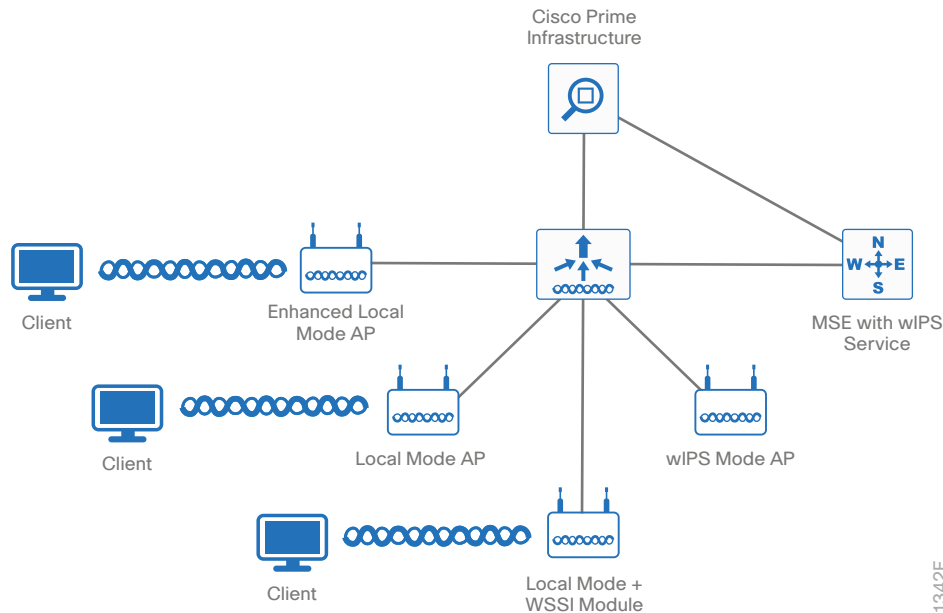 Cisco Prime
Infrastructure
N
W
E
S
Client
Enhanced Local
Mode AP
MSE with wIPS
Service
Client
Local Mode AP
wIPS Mode AP
Client
Local Mode +
WSSI Module
1342F